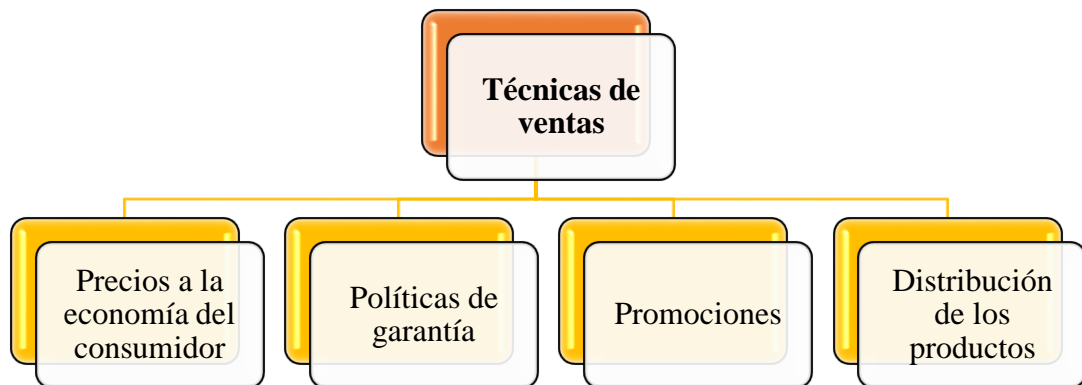 Técnicas de
ventas
Precios a la
economía del
consumidor
Políticas de
garantía
Promociones
Distribución
de los
productos